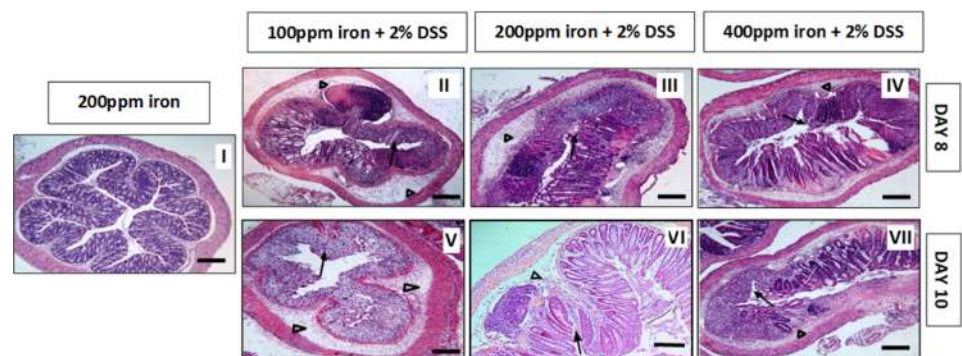 100ppm iron + 2% DSS
200ppm iron + 2% DSS
400ppm iron + 2% DSS
200ppm iron
I
II
III
IV
DAY 8
V
VI
VII
DAY 10